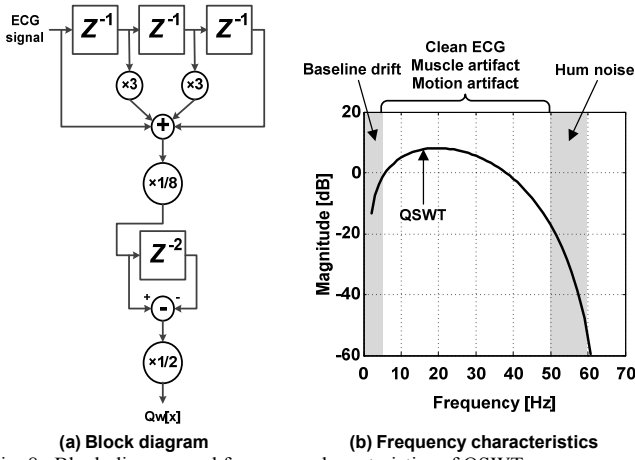 ECG
signal
Z-1
Z-1
Z-1
×3
×3
+
×1/8
Z-2
+
-
-
×1/2
Qw[x]
(a) Block diagram
Clean ECG
Muscle artifact
Motion artifact
Baseline drift
Hum noise
20
0
-20
-40
-60
Magnitude [dB]
QSWT
0 10 20 30 40 50 60 70
Frequency [Hz]
(b) Frequency characteristics